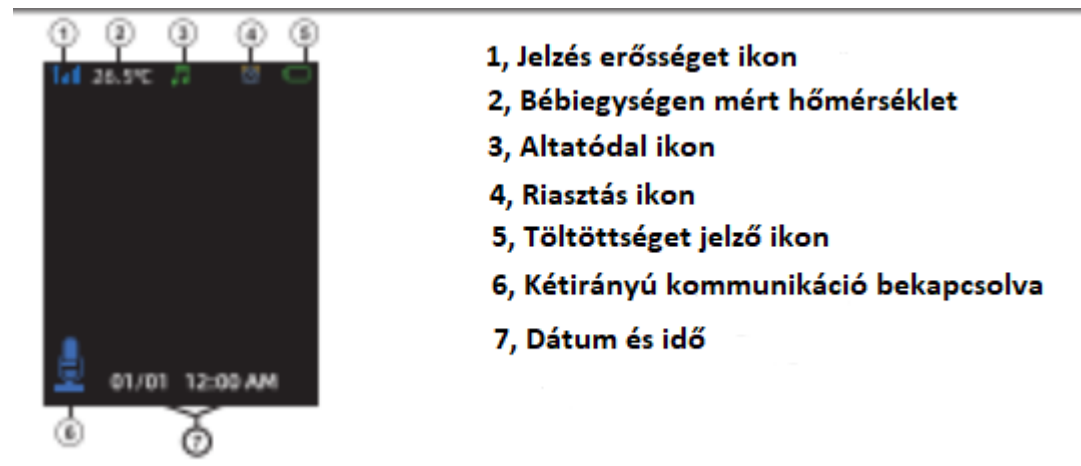 1 2 3 4 5
26.5°C
01/01 12:00 AM
6 7
1, Jelzés erősséget ikon
2, Bébiegységen mért hőmérséklet
3, Altatódal ikon
4, Riasztás ikon
5, Töltöttséget jelző ikon
6, Kétirányú kommunikáció bekapcsolva
7, Dátum és idő